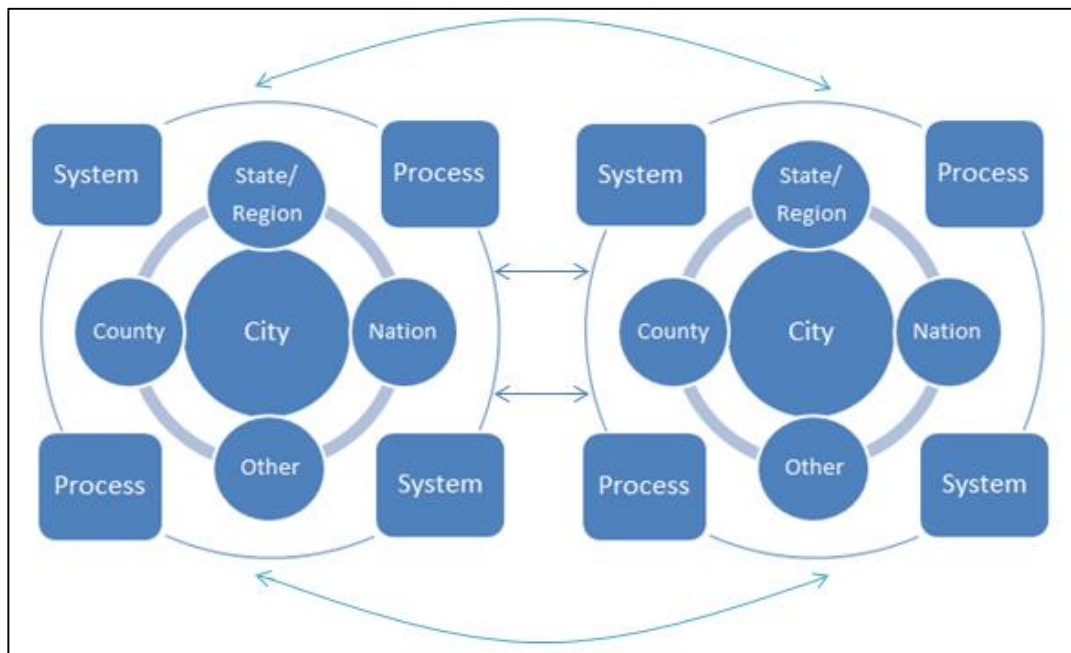 System
Process
State/
Region
County
City
Nation
Other
Process
System
System
Process
State/
Region
County
City
Nation
Other
Process
System